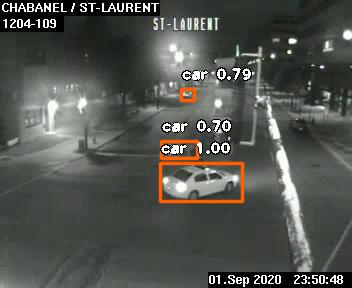 CHABANEL / ST-LAURENT
1204-109
ST-LAURENT
car 0.79
car 0.70
car 1.00
01.Sep 2020 23:50:48